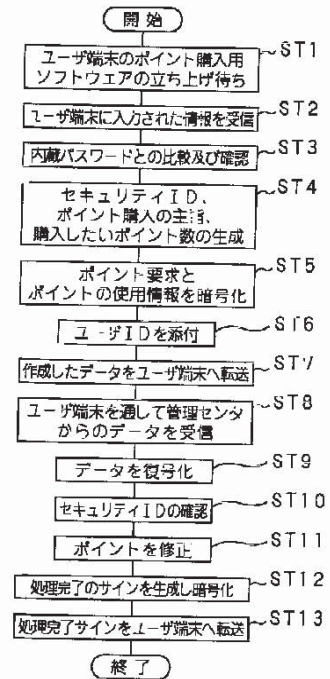 開始
ユーザ端末のポイント購入用
ソフトウェアの立ち上げ待ち
ST1
ユーザ端末に入力された情報を受信
ST2
内蔵パスワードとの比較及び確認
ST3
セキュリティID、
ポイント購入の主旨、
購入したいポイント数の生成
ST4
ポイント要求と
ポイントの使用情報を暗号化
ST5
ユーザIDを添付
ST6
作成したデータをユーザ端末へ転送
ST7
ユーザ端末を通して管理センタ
からのデータを受信
ST8
データを復号化
ST9
セキュリティIDの確認
ST10
ポイントを修正
ST11
処理完了のサインを生成し暗号化
ST12
処理完了サインをユーザ端末へ転送
ST13
終了